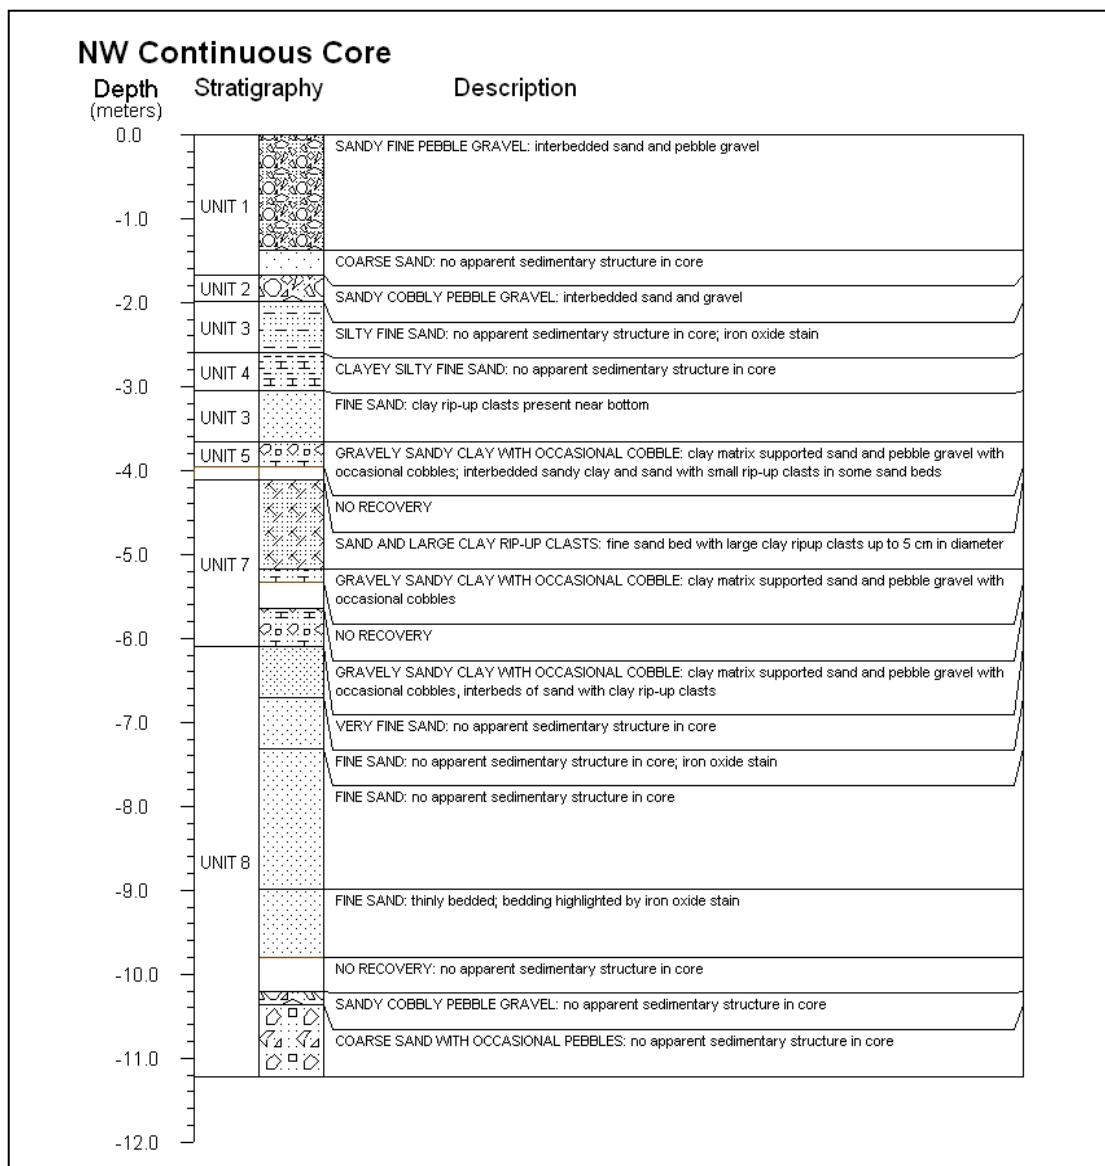 NW Continuous Core
Depth Stratigraphy Description
(meters)
0.0
SANDY FINE PEBBLE GRAVEL: interbedded sand and pebble gravel
UNIT 1
-1.0
COARSE SAND: no apparent sedimentary structure in core
UNIT 2
SANDY COBBLY PEBBLE GRAVEL: interbedded sand and gravel
-2.0
UNIT 3
SILTY FINE SAND: no apparent sedimentary structure in core; iron oxide stain
UNIT 4
CLAYEY SILTY FINE SAND: no apparent sedimentary structure in core
-3.0
FINE SAND: clay rip-up clasts present near bottom
UNIT 3
UNIT 5
GRAVELY SANDY CLAY WITH OCCASIONAL COBBLE: clay matrix supported sand and pebble gravel with
occasional cobbles; interbedded sandy clay and sand with small rip-up clasts in some sand beds
-4.0
NO RECOVERY
SAND AND LARGE CLAY RIP-UP CLASTS: fine sand bed with large clay ripup clasts up to 5 cm in diameter
-5.0
UNIT 7
GRAVELY SANDY CLAY WITH OCCASIONAL COBBLE: clay matrix supported sand and pebble gravel with
occasional cobbles
-6.0
NO RECOVERY
GRAVELY SANDY CLAY WITH OCCASIONAL COBBLE: clay matrix supported sand and pebble gravel with
occasional cobbles, interbeds of sand with clay rip-up clasts
-7.0
VERY FINE SAND: no apparent sedimentary structure in core
FINE SAND: no apparent sedimentary structure in core; iron oxide stain
FINE SAND: no apparent sedimentary structure in core
-8.0
UNIT 8
-9.0
FINE SAND: thinly bedded; bedding highlighted by iron oxide stain
-10.0
NO RECOVERY: no apparent sedimentary structure in core
SANDY COBBLY PEBBLE GRAVEL: no apparent sedimentary structure in core
COARSE SAND WITH OCCASIONAL PEBBLES: no apparent sedimentary structure in core
-11.0
-12.0